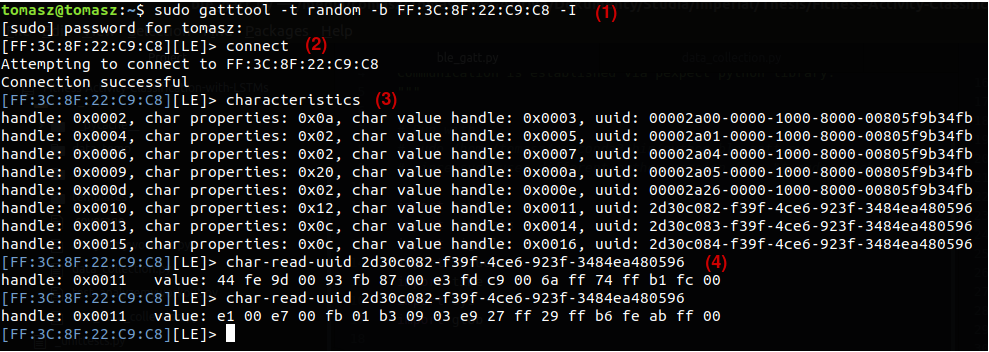 tomasz@tomasz:~$ sudo gatttool -t random -b FF:3C:8F:22:C9:C8 -I (1)
[sudo] password for tomasz:
[FF:3C:8F:22:C9:C8][LE]> connect (2)
Attempting to connect to FF:3C:8F:22:C9:C8
Connection successful
[FF:3C:8F:22:C9:C8][LE]> characteristics (3)
handle: 0x0002, char properties: 0x0a, char value handle: 0x0003, uuid: 00002a00-0000-1000-8000-00805f9b34fb
handle: 0x0004, char properties: 0x02, char value handle: 0x0005, uuid: 00002a01-0000-1000-8000-00805f9b34fb
handle: 0x0006, char properties: 0x02, char value handle: 0x0007, uuid: 00002a04-0000-1000-8000-00805f9b34fb
handle: 0x0009, char properties: 0x20, char value handle: 0x000a, uuid: 00002a05-0000-1000-8000-00805f9b34fb
handle: 0x000d, char properties: 0x02, char value handle: 0x000e, uuid: 00002a26-0000-1000-8000-00805f9b34fb
handle: 0x0010, char properties: 0x12, char value handle: 0x0011, uuid: 2d30c082-f39f-4ce6-923f-3484ea480596
handle: 0x0013, char properties: 0x0c, char value handle: 0x0014, uuid: 2d30c083-f39f-4ce6-923f-3484ea480596
handle: 0x0015, char properties: 0x0c, char value handle: 0x0016, uuid: 2d30c084-f39f-4ce6-923f-3484ea480596
[FF:3C:8F:22:C9:C8][LE]> char-read-uuid 2d30c082-f39f-4ce6-923f-3484ea480596 (4)
handle: 0x0011 value: 44 fe 9d 00 93 fb 87 00 e3 fd c9 00 6a ff 74 ff b1 fc 00
[FF:3C:8F:22:C9:C8][LE]> char-read-uuid 2d30c082-f39f-4ce6-923f-3484ea480596
handle: 0x0011 value: e1 00 e7 00 fb 01 b3 09 03 e9 27 ff 29 ff b6 fe ab ff 00
[FF:3C:8F:22:C9:C8][LE]>